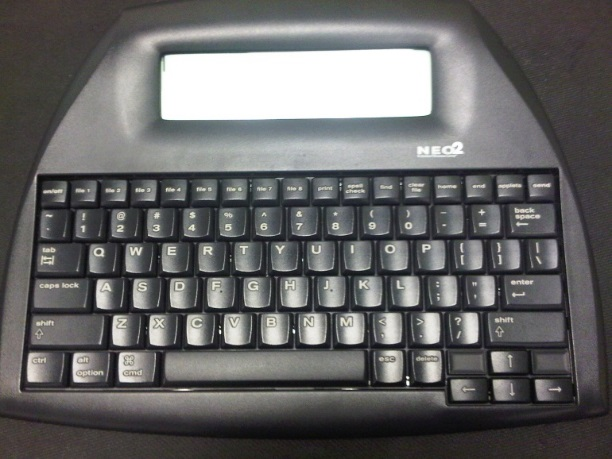 NEO2
on/off file 1 file 2 file 3 file 4 file 5 file 6 file 7 file 8 print spell check find clear file home end applets send
~ ! @ # $ % ^ & * ( ) - + back space
1 2 3 4 5 6 7 8 9 0 = ←
tab Q W E R T Y U I O P { } |
[ ] \
caps lock A S D F G H J K L : " enter
; ←
shift Z X C V B N M < > ? shift
⇧ , . / ⇧
ctrl alt ⌘ esc delete ↑
option cmd ← ↓ →